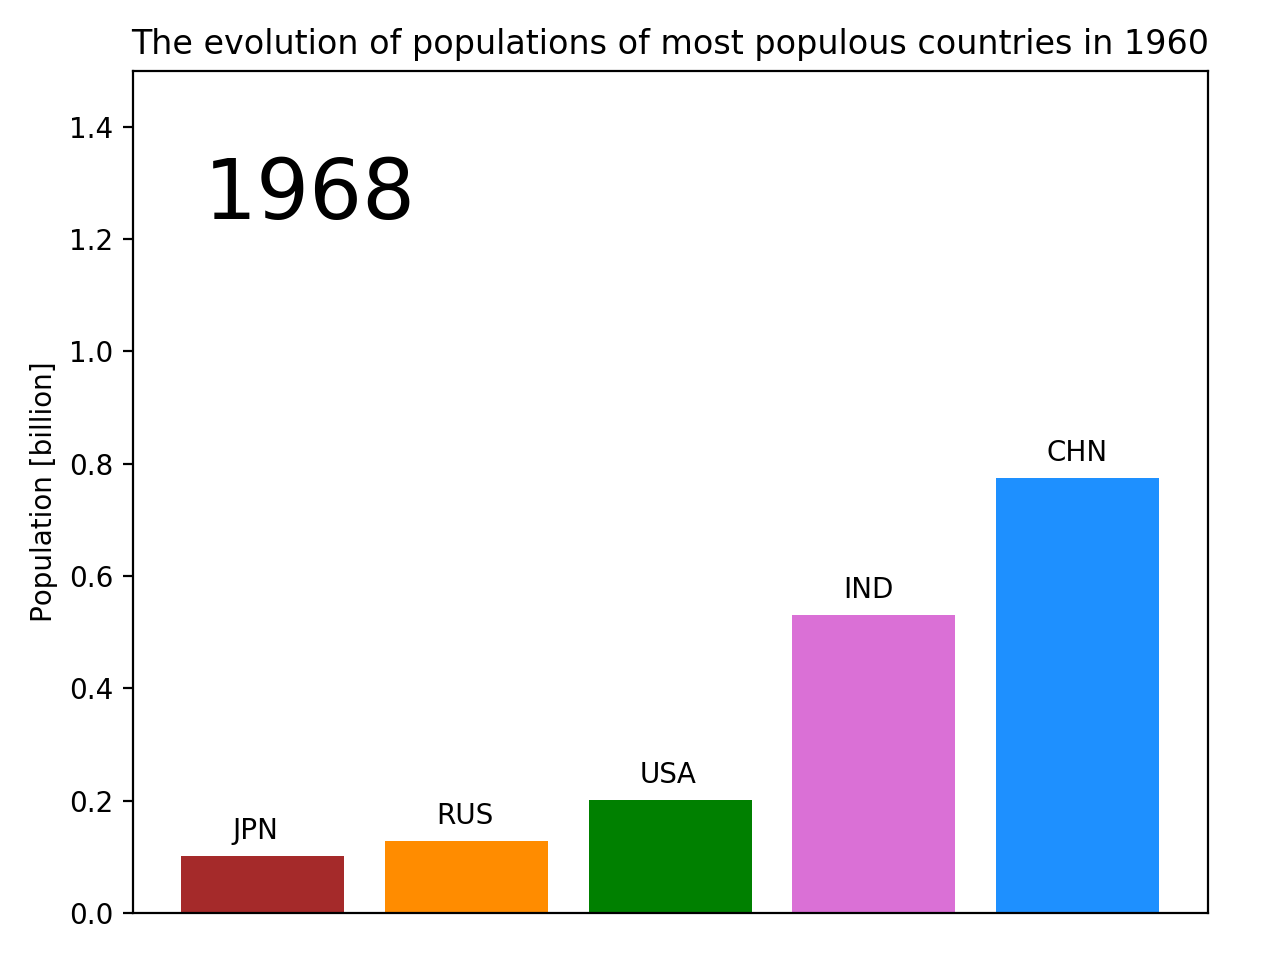 The evolution of populations of most populous countries in 1960
1968
Population [billion]
1.4
1.2
1.0
0.8
0.6
0.4
0.2
0.0
JPN
RUS
USA
IND
CHN